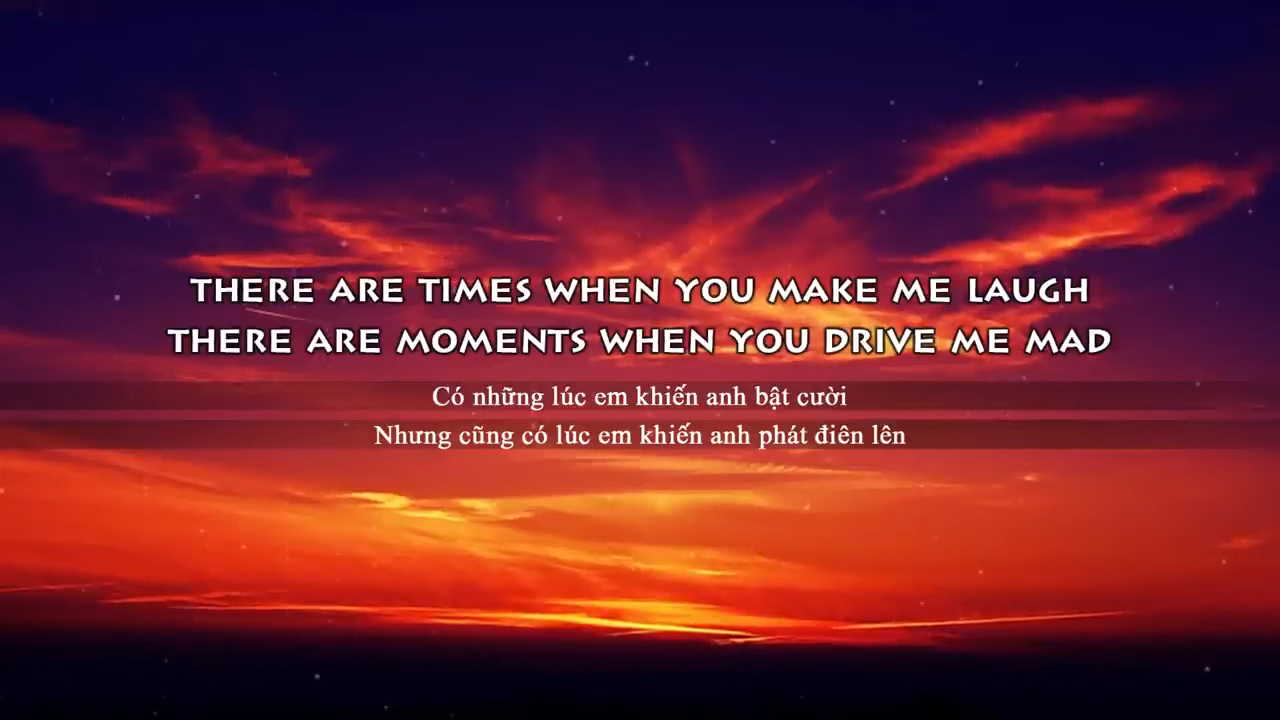 THERE ARE TIMES WHEN YOU MAKE ME LAUGH
THERE ARE MOMENTS WHEN YOU DRIVE ME MAD
Có những lúc em khiến anh bật cười
Nhưng cũng có lúc em khiến anh phát điên lên